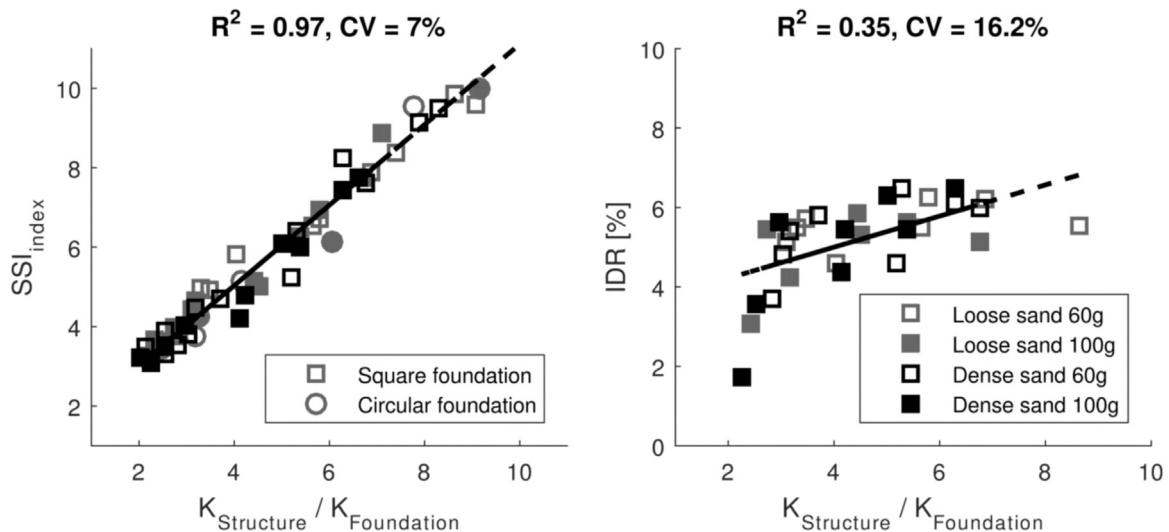 R² = 0.97, CV = 7%
SSI_index
10
8
6
4
2
Square foundation
Circular foundation
2 4 6 8 10
K_Structure / K_Foundation
R² = 0.35, CV = 16.2%
IDR [%]
10
8
6
4
2
0
Loose sand 60g
Loose sand 100g
Dense sand 60g
Dense sand 100g
2 4 6 8 10
K_Structure / K_Foundation